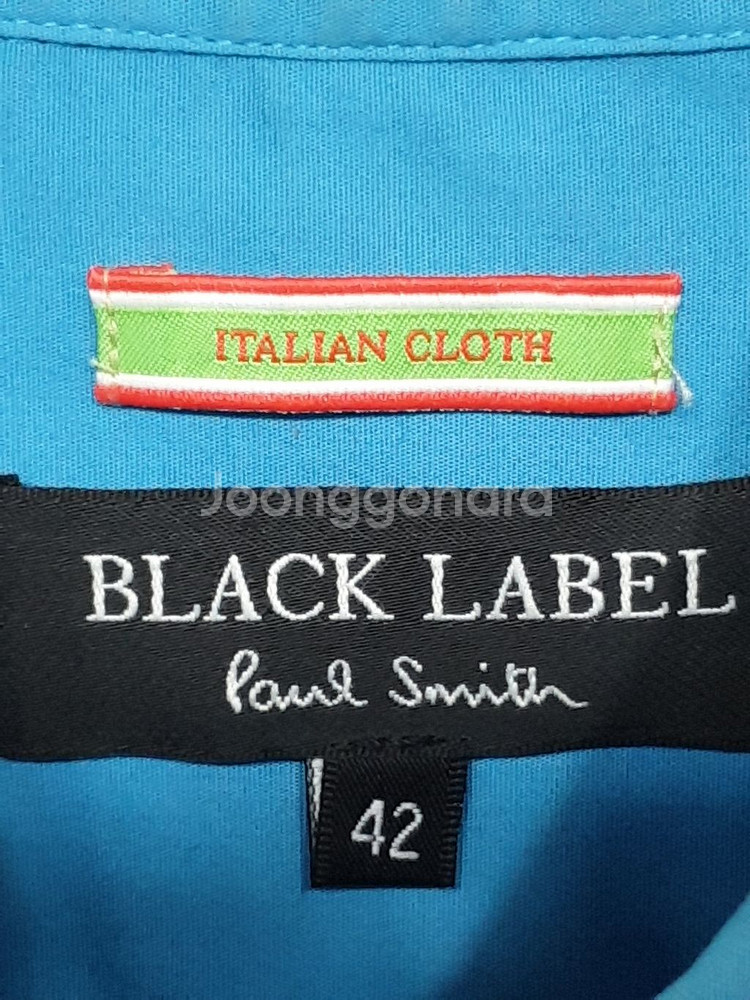 ITALIAN CLOTH
Joonggonara
BLACK LABEL
Paul Smith
42